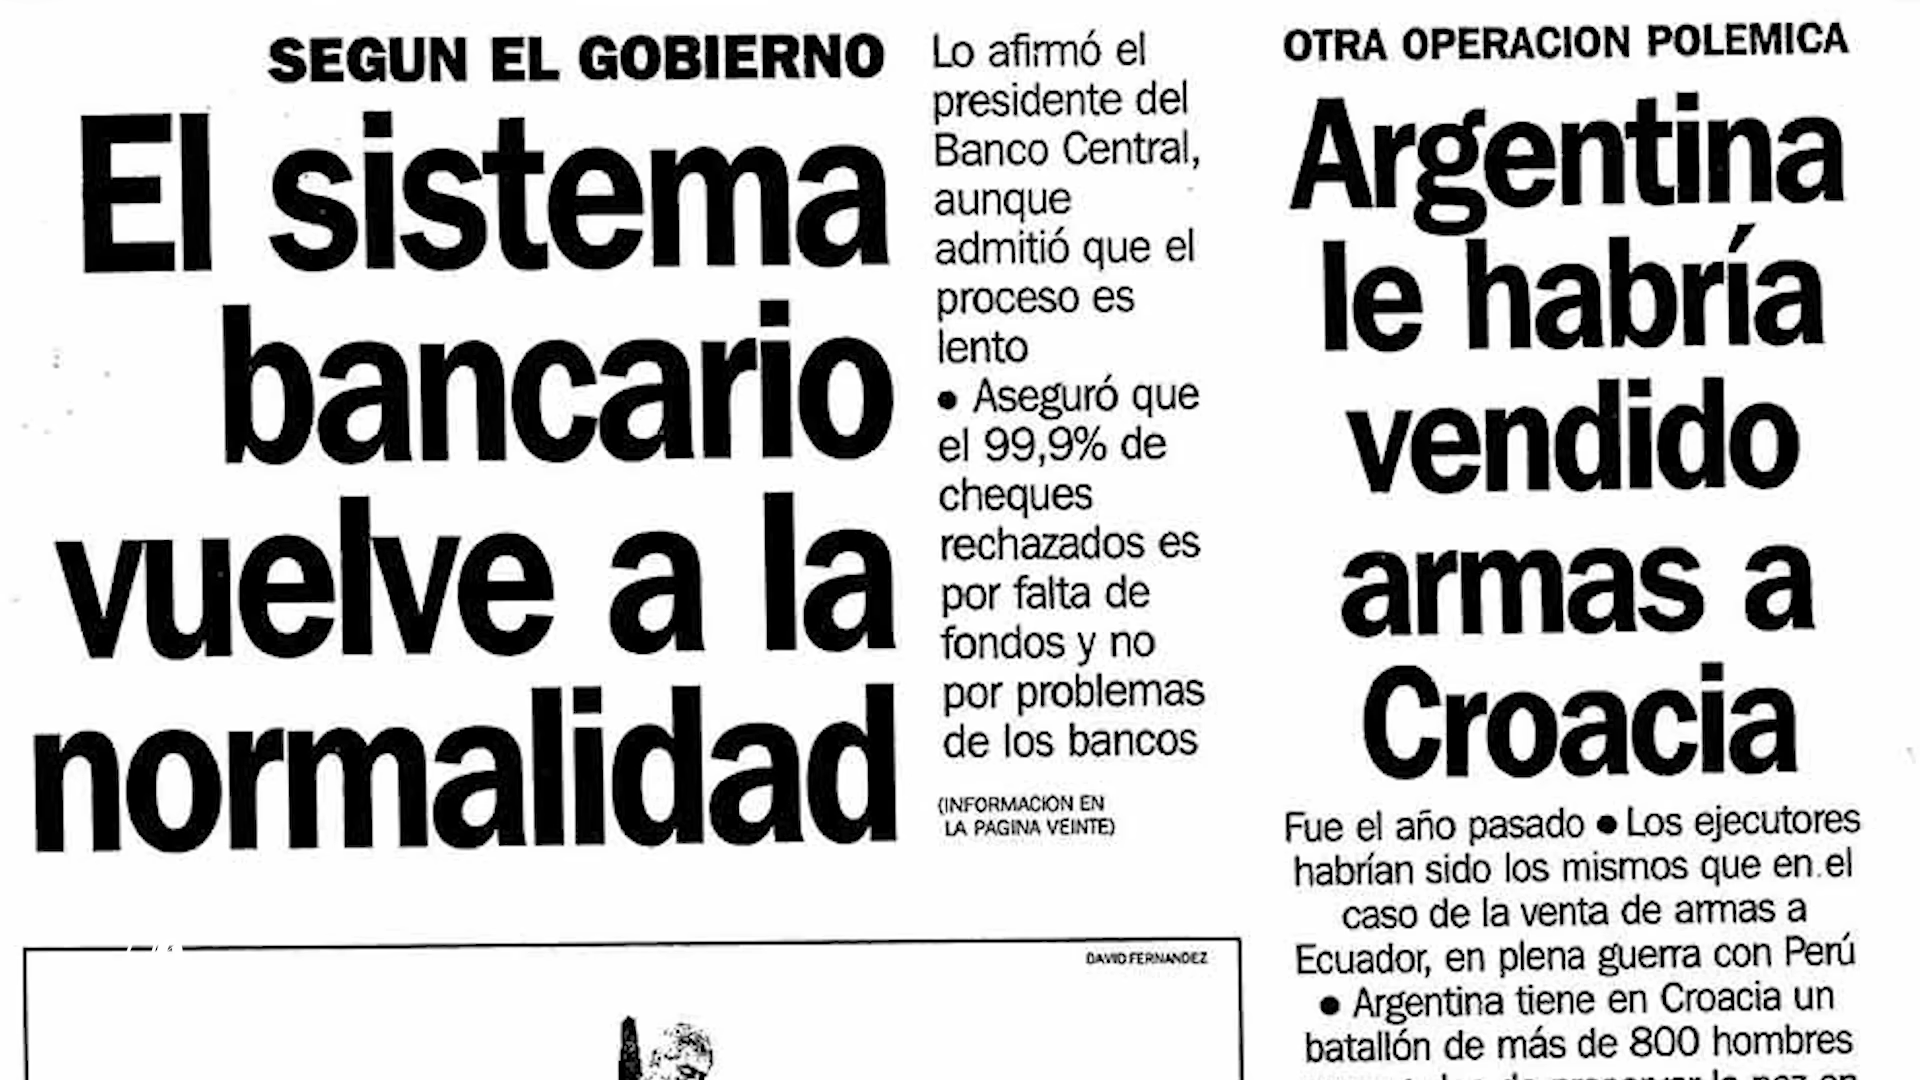 SEGUN EL GOBIERNO
El sistema
bancario
vuelve a la
normalidad
Lo afirmó el
presidente del
Banco Central,
aunque
admitió que el
proceso es
lento
● Aseguró que
el 99,9% de
cheques
rechazados es
por falta de
fondos y no
por problemas
de los bancos
(INFORMACION EN
LA PAGINA VEINTE)
OTRA OPERACION POLEMICA
Argentina
le habría
vendido
armas a
Croacia
Fue el año pasado ● Los ejecutores
habrían sido los mismos que en el
caso de la venta de armas a
Ecuador, en plena guerra con Perú
● Argentina tiene en Croacia un
batallón de más de 800 hombres
DAVID FERNANDEZ